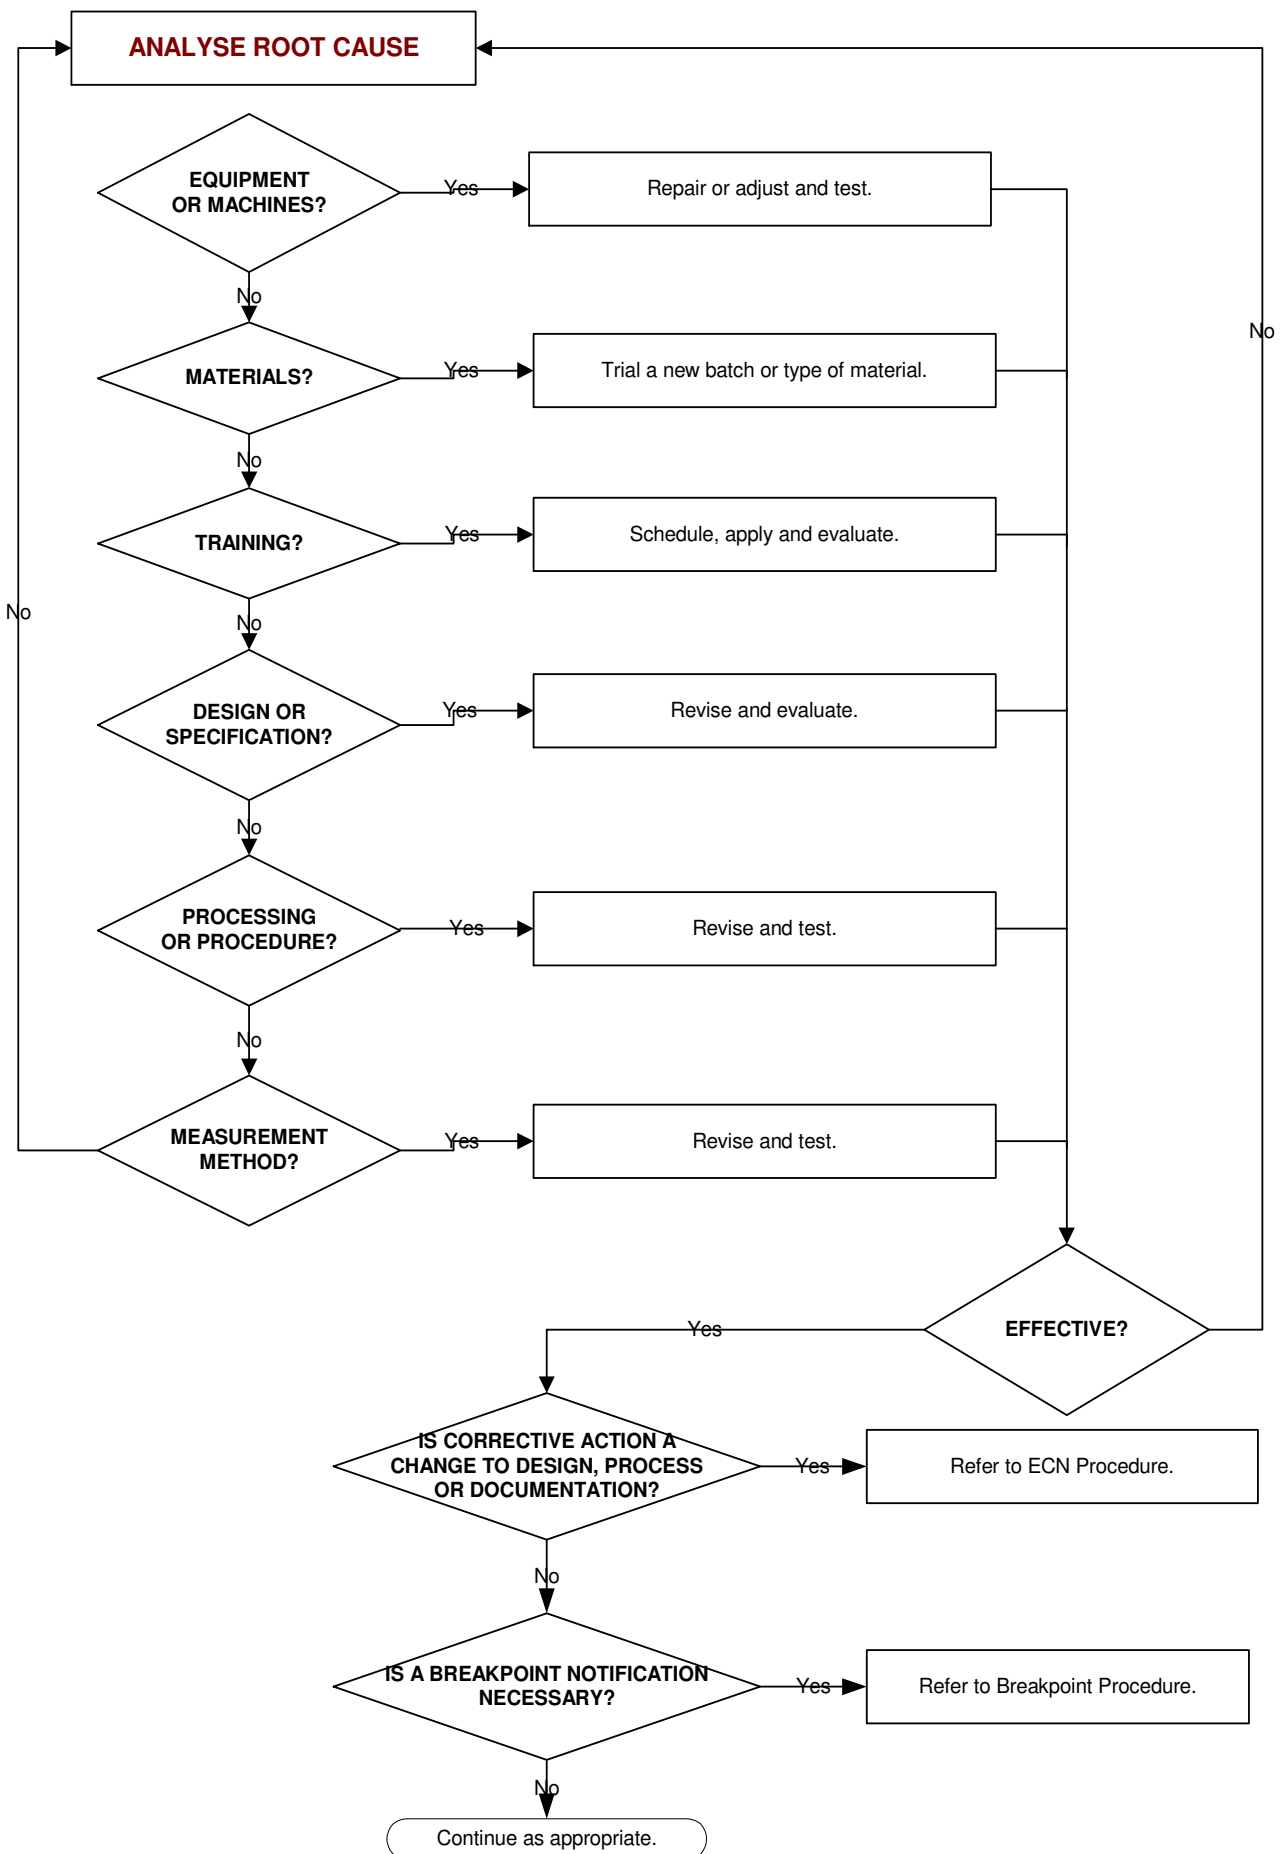 ANALYSE ROOT CAUSE
EQUIPMENT
OR MACHINES?
Yes
Repair or adjust and test.
No
No
MATERIALS?
Yes
Trial a new batch or type of material.
No
TRAINING?
Yes
Schedule, apply and evaluate.
No
No
DESIGN OR
SPECIFICATION?
Yes
Revise and evaluate.
No
PROCESSING
OR PROCEDURE?
Yes
Revise and test.
No
MEASUREMENT
METHOD?
Yes
Revise and test.
EFFECTIVE?
Yes
IS CORRECTIVE ACTION A
CHANGE TO DESIGN, PROCESS
OR DOCUMENTATION?
Yes
Refer to ECN Procedure.
No
IS A BREAKPOINT NOTIFICATION
NECESSARY?
Yes
Refer to Breakpoint Procedure.
No
Continue as appropriate.